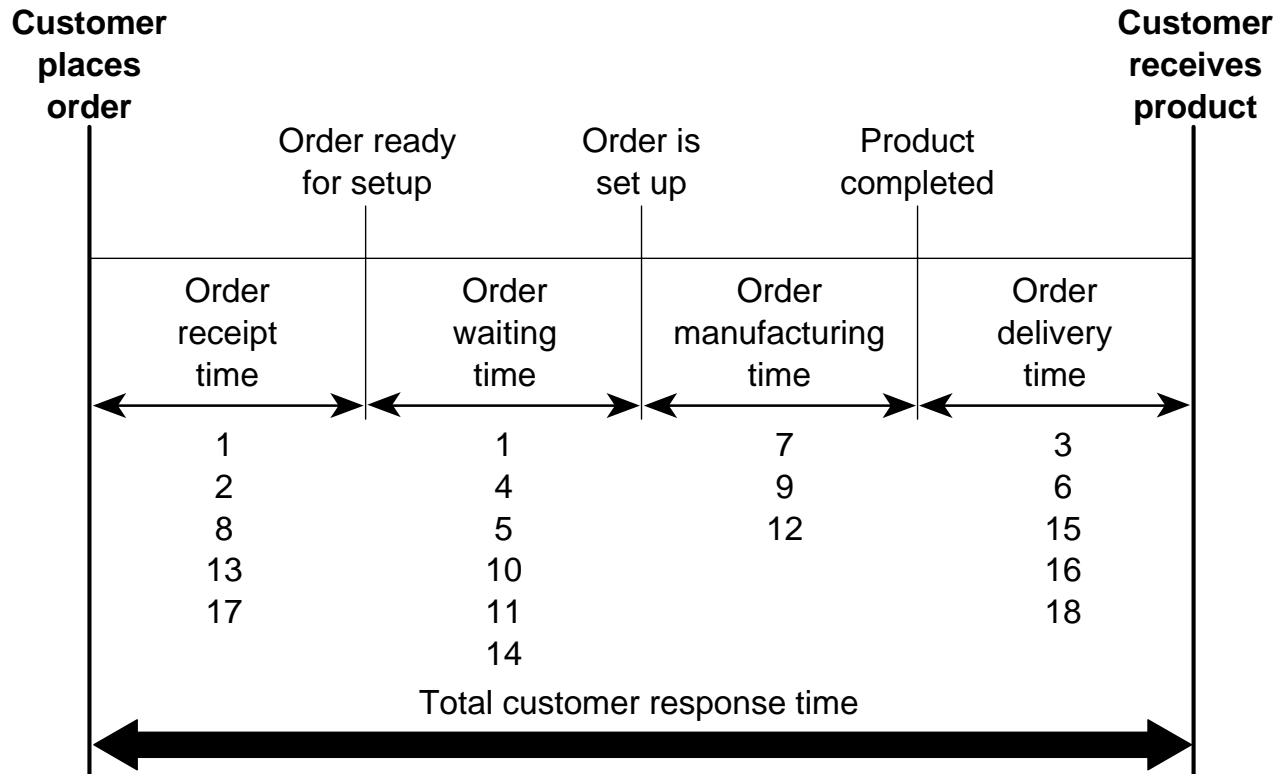 Customer
places
order
Customer
receives
product
Order ready
for setup
Order is
set up
Product
completed
Order
receipt
time
Order
waiting
time
Order
manufacturing
time
Order
delivery
time
1
2
8
13
17
1
4
5
10
11
14
7
9
12
3
6
15
16
18
Total customer response time